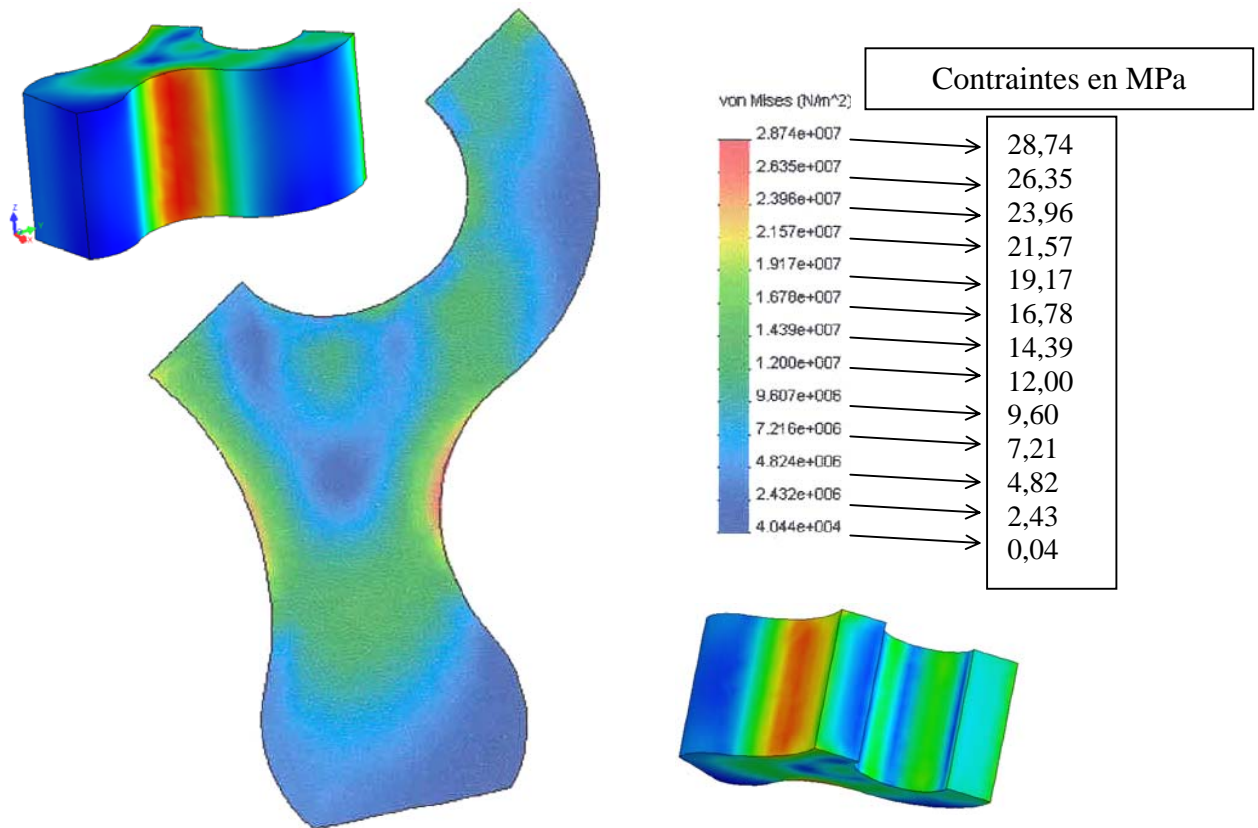 Contraintes en MPa
von Mises (N/m^2)
2.874e+007
2.635e+007
2.396e+007
2.157e+007
1.917e+007
1.678e+007
1.439e+007
1.200e+007
9.607e+006
7.216e+006
4.824e+006
2.432e+006
4.044e+004
28,74
26,35
23,96
21,57
19,17
16,78
14,39
12,00
9,60
7,21
4,82
2,43
0,04